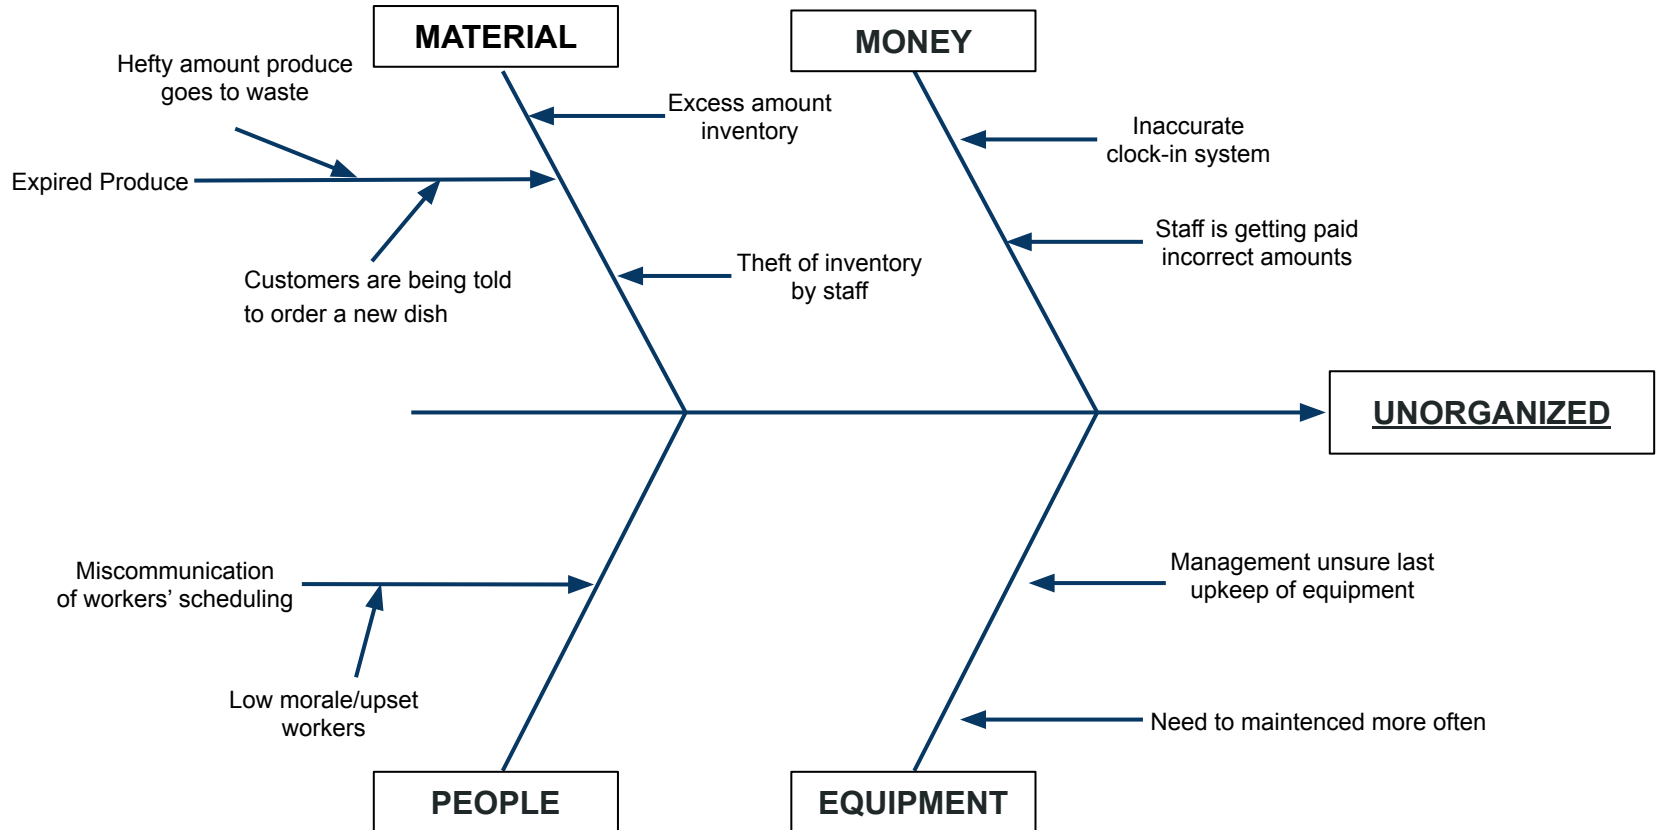 MATERIAL
MONEY
Hefty amount produce
goes to waste
Excess amount
inventory
Inaccurate
clock-in system
Expired Produce
Staff is getting paid
incorrect amounts
Customers are being told
to order a new dish
Theft of inventory
by staff
UNORGANIZED
Miscommunication
of workers’ scheduling
Management unsure last
upkeep of equipment
Low morale/upset
workers
Need to maintenced more often
PEOPLE
EQUIPMENT